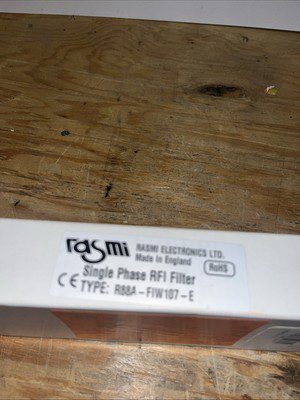 rasmi RASMI ELECTRONICS LTD.
Made in England
RoHS
Single Phase RFI Filter
CE TYPE: R88A-FIW107-E